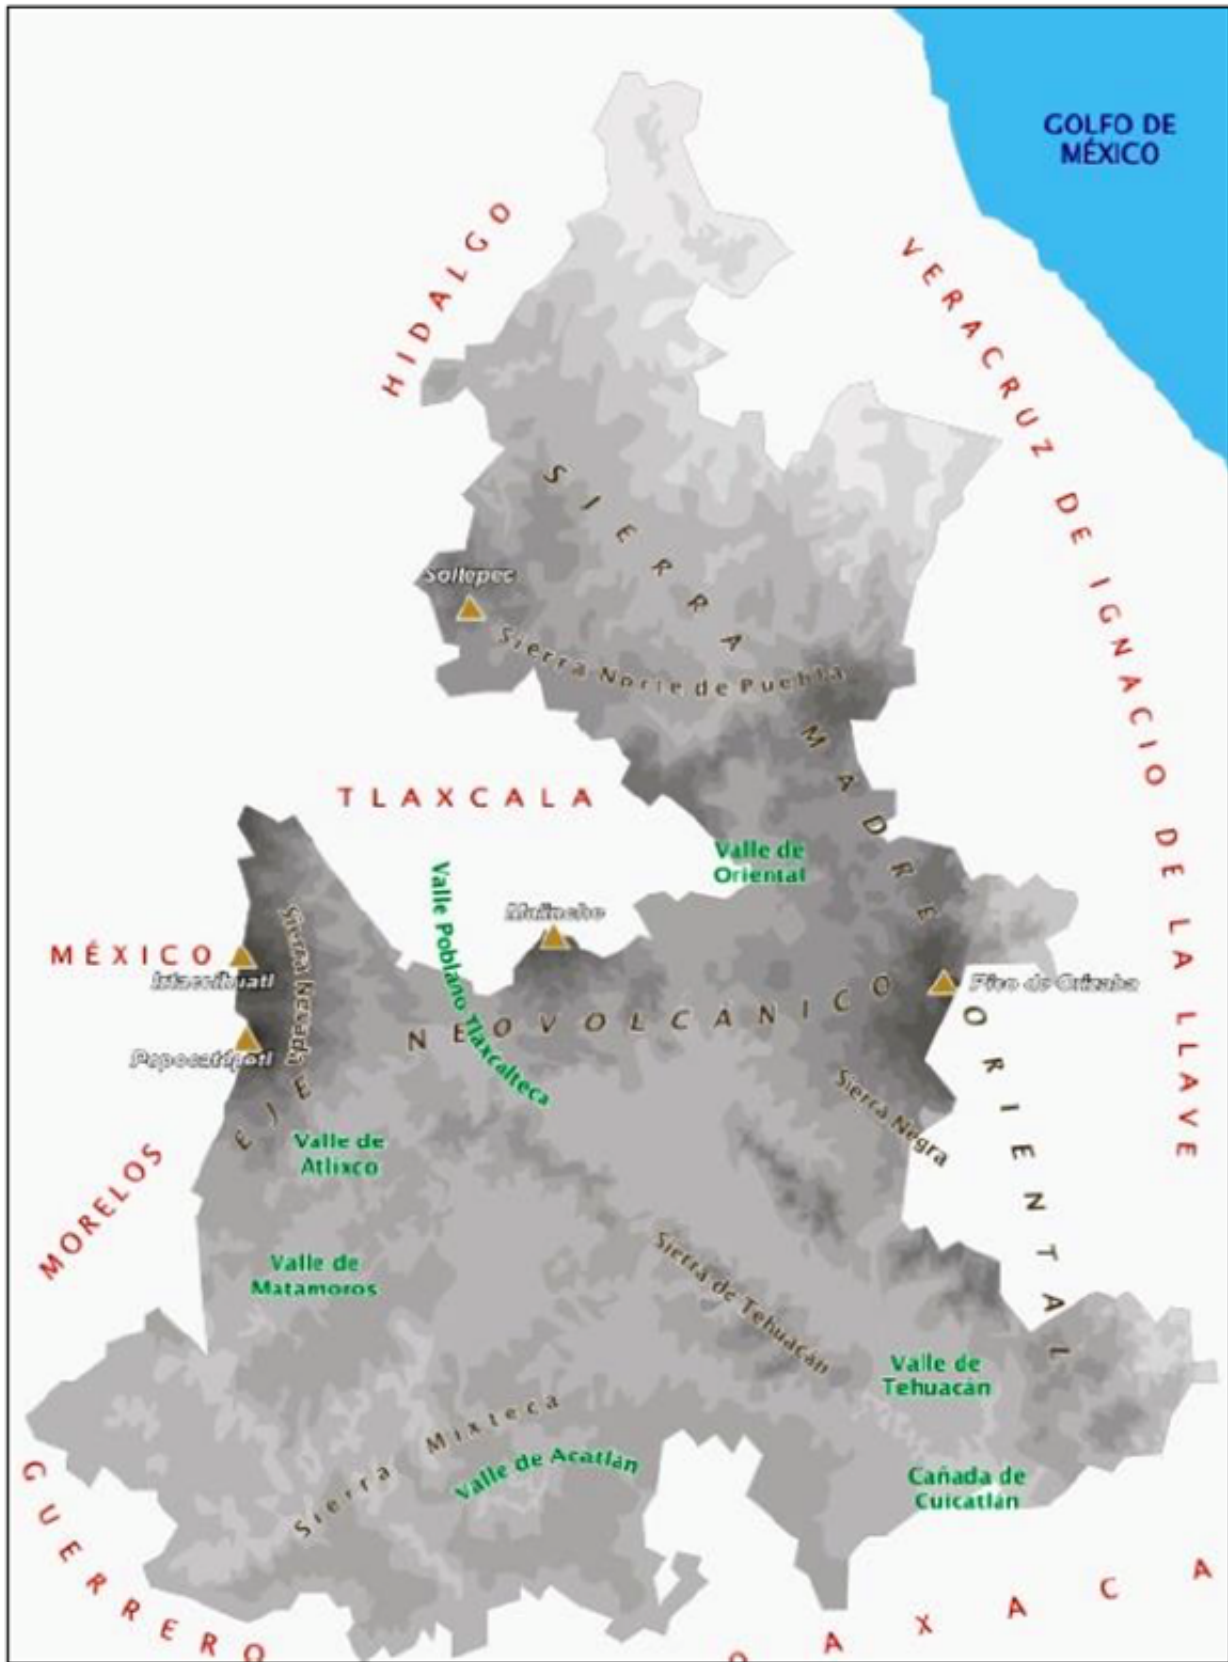 GOLFO DE
MÉXICO
HIDALGO
VERACRUZ DE IGNACIO DE LA LLAVE
SIERRA MADRE ORIENTAL
Soltepec
Sierra Norte de Puebla
TLAXCALA
Valle de
Oriental
Valle Poblano Tlaxcalteca
Malinche
MÉXICO
Iztaccíhuatl
Sierra Nevada
Pico de Orizaba
EJE NEOVOLCÁNICO
Popocatépetl
Sierra Negra
Valle de
Atlixco
MORELOS
Valle de
Matamoros
Sierra de Tehuacán
Valle de
Tehuacán
Sierra Mixteca
Valle de Acatlán
Cañada de
Cuicatlán
GUERRERO
OAXACA